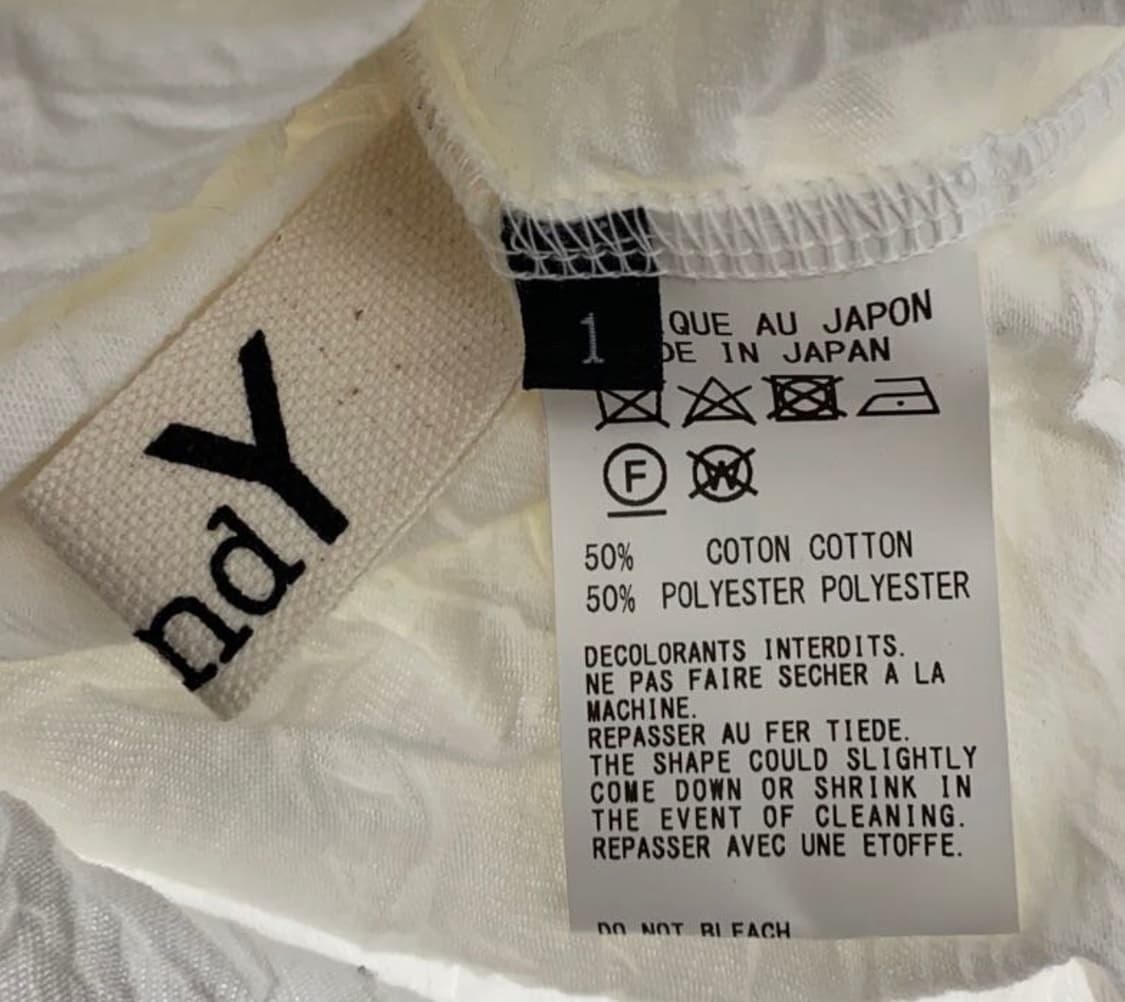 ndY
1
QUE AU JAPON
DE IN JAPAN
F
W
50% COTON COTTON
50% POLYESTER POLYESTER
DECOLORANTS INTERDITS.
NE PAS FAIRE SECHER A LA
MACHINE.
REPASSER AU FER TIEDE.
THE SHAPE COULD SLIGHTLY
COME DOWN OR SHRINK IN
THE EVENT OF CLEANING.
REPASSER AVEC UNE ETOFFE.
DO NOT BLEACH